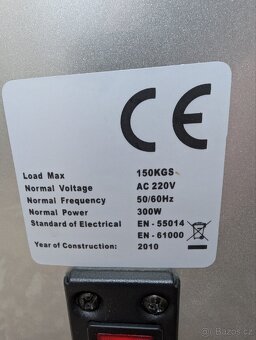 CE
Load Max 150KGS
Normal Voltage AC 220V
Normal Frequency 50/60Hz
Normal Power 300W
Standard of Electrical EN - 55014
EN - 61000
Year of Construction: 2010
Sbazar.cz